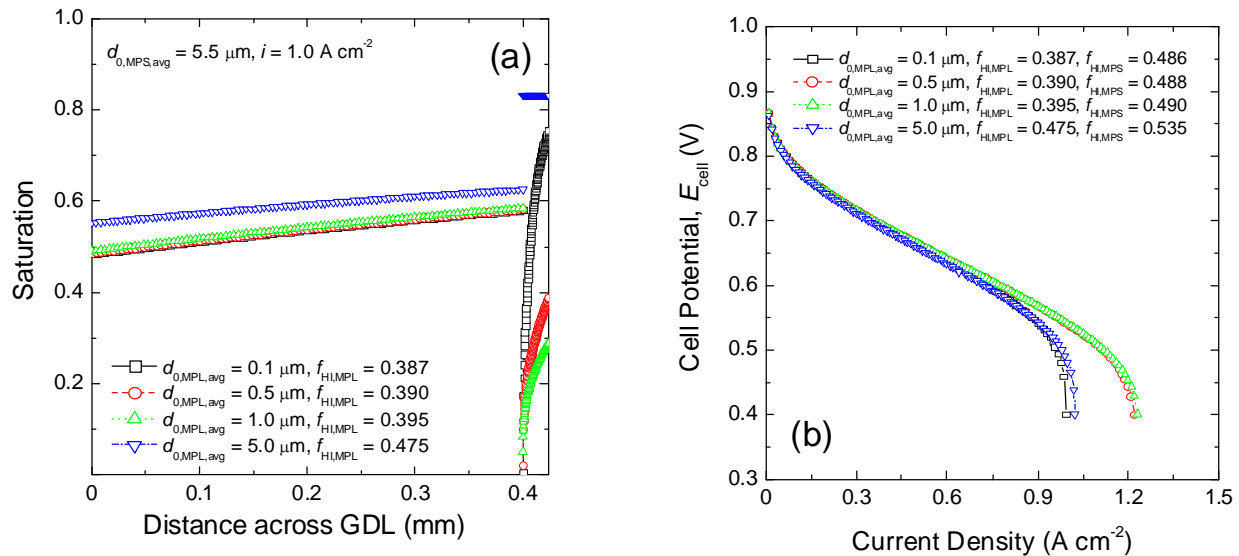 d0,MPS,avg = 5.5 μm, i = 1.0 A cm-2
(a)
Saturation
0.8
0.6
0.4
0.2
d0,MPL,avg = 0.1 μm, fHI,MPL = 0.387
d0,MPL,avg = 0.5 μm, fHI,MPL = 0.390
d0,MPL,avg = 1.0 μm, fHI,MPL = 0.395
d0,MPL,avg = 5.0 μm, fHI,MPL = 0.475
0 0.1 0.2 0.3 0.4
Distance across GDL (mm)
Cell Potential, Ecell (V)
1.1
1.0
0.9
0.8
0.7
0.6
0.5
0.4
0.3
d0,MPL,avg = 0.1 μm, fHI,MPL = 0.387, fHI,MPS = 0.486
d0,MPL,avg = 0.5 μm, fHI,MPL = 0.390, fHI,MPS = 0.488
d0,MPL,avg = 1.0 μm, fHI,MPL = 0.395, fHI,MPS = 0.490
d0,MPL,avg = 5.0 μm, fHI,MPL = 0.475, fHI,MPS = 0.535
(b)
0 0.3 0.6 0.9 1.2 1.5
Current Density (A cm-2)